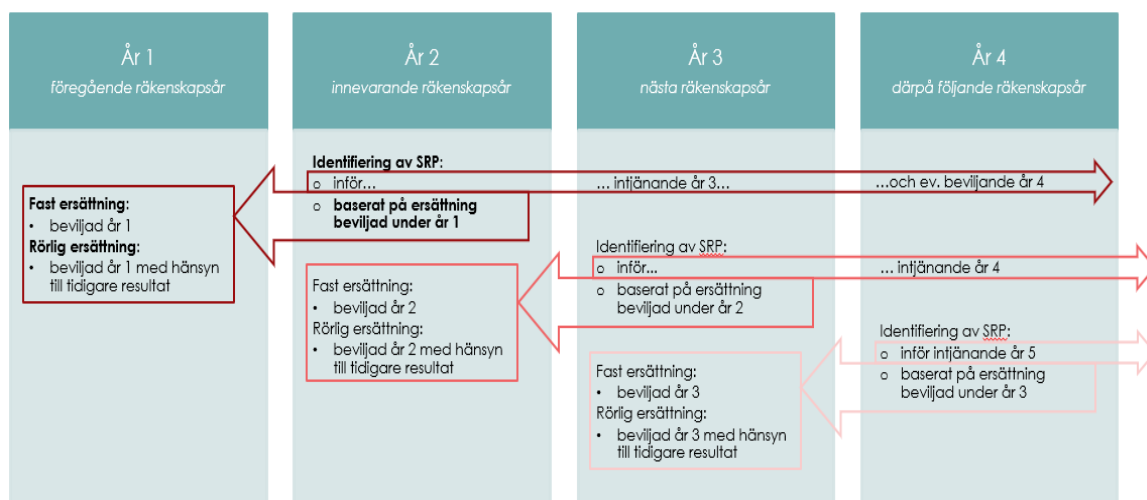 År 1
föregående räkenskapsår
År 2
innevarande räkenskapsår
År 3
nästa räkenskapsår
År 4
därpå följande räkenskapsår
Identifiering av SRP:
o inför...
... intjänande år 3...
...och ev. beviljande år 4
o baserat på ersättning
beviljad under år 1
Fast ersättning:
• beviljad år 1
Rörlig ersättning:
• beviljad år 1 med hänsyn
till tidigare resultat
Identifiering av SRP:
o inför...
... intjänande år 4
o baserat på ersättning
beviljad under år 2
Fast ersättning:
• beviljad år 2
Rörlig ersättning:
• beviljad år 2 med hänsyn
till tidigare resultat
Identifiering av SRP:
o inför intjänande år 5
o baserat på ersättning
beviljad under år 3
Fast ersättning:
• beviljad år 3
Rörlig ersättning:
• beviljad år 3 med hänsyn
till tidigare resultat